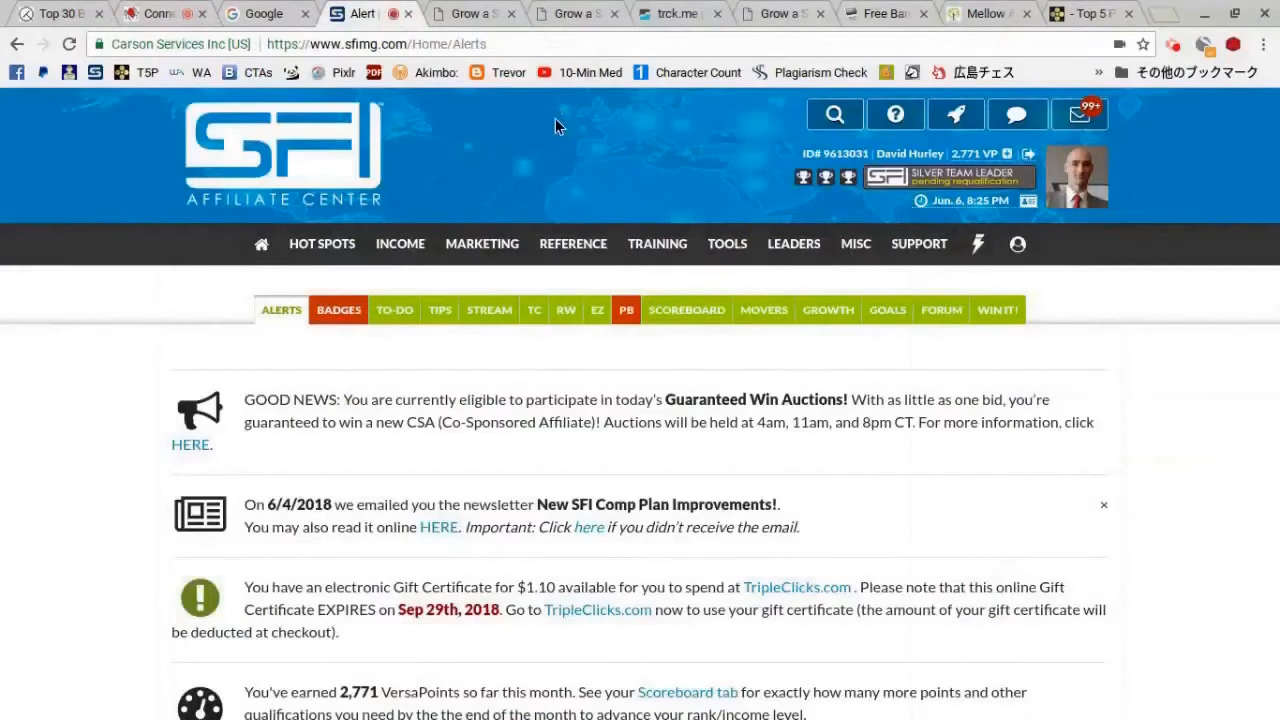 Top 30 B
Conn
Google
Alert
Grow a S
Grow a S
trck.me
Grow a S
Free Ban
Mellow A
- Top 5 P
Carson Services Inc [US]
https://www.sfimg.com/Home/Alerts
T5P
WA
CTAs
Pixlr
PDF
Akimbo:
Trevor
10-Min Med
Character Count
Plagiarism Check
広島チェス
»
その他のブックマーク
SFI
AFFILIATE CENTER
99+
ID# 9613031 David Hurley 2,771 VP
SFI SILVER TEAM LEADER
pending requalification
Jun. 6, 8:25 PM
HOT SPOTS INCOME MARKETING REFERENCE TRAINING TOOLS LEADERS MISC SUPPORT
ALERTS BADGES TO-DO TIPS STREAM TC RW EZ PB SCOREBOARD MOVERS GROWTH GOALS FORUM WIN IT!
GOOD NEWS: You are currently eligible to participate in today's Guaranteed Win Auctions! With as little as one bid, you're
guaranteed to win a new CSA (Co-Sponsored Affiliate)! Auctions will be held at 4am, 11am, and 8pm CT. For more information, click
HERE.
On 6/4/2018 we emailed you the newsletter New SFI Comp Plan Improvements!.
You may also read it online HERE. Important: Click here if you didn't receive the email.
You have an electronic Gift Certificate for $1.10 available for you to spend at TripleClicks.com . Please note that this online Gift
Certificate EXPIRES on Sep 29th, 2018. Go to TripleClicks.com now to use your gift certificate (the amount of your gift certificate will
be deducted at checkout).
You've earned 2,771 VersaPoints so far this month. See your Scoreboard tab for exactly how many more points and other
qualifications you need by the the end of the month to advance your rank/income level.